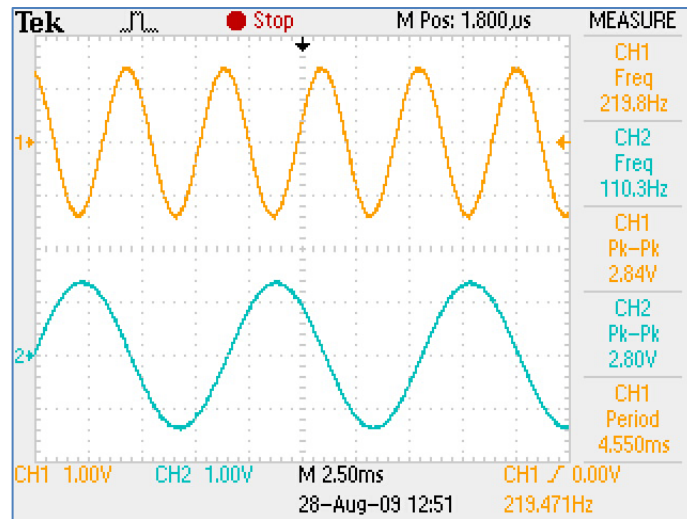 Tek Stop M Pos: 1.800us MEASURE
CH1
Freq
219.8Hz
1
CH2
Freq
110.3Hz
CH1
Pk-Pk
2.84V
CH2
Pk-Pk
2.80V
2
CH1
Period
4.550ms
CH1 1.00V CH2 1.00V M 2.50ms CH1 0.00V
28-Aug-09 12:51 219.471Hz